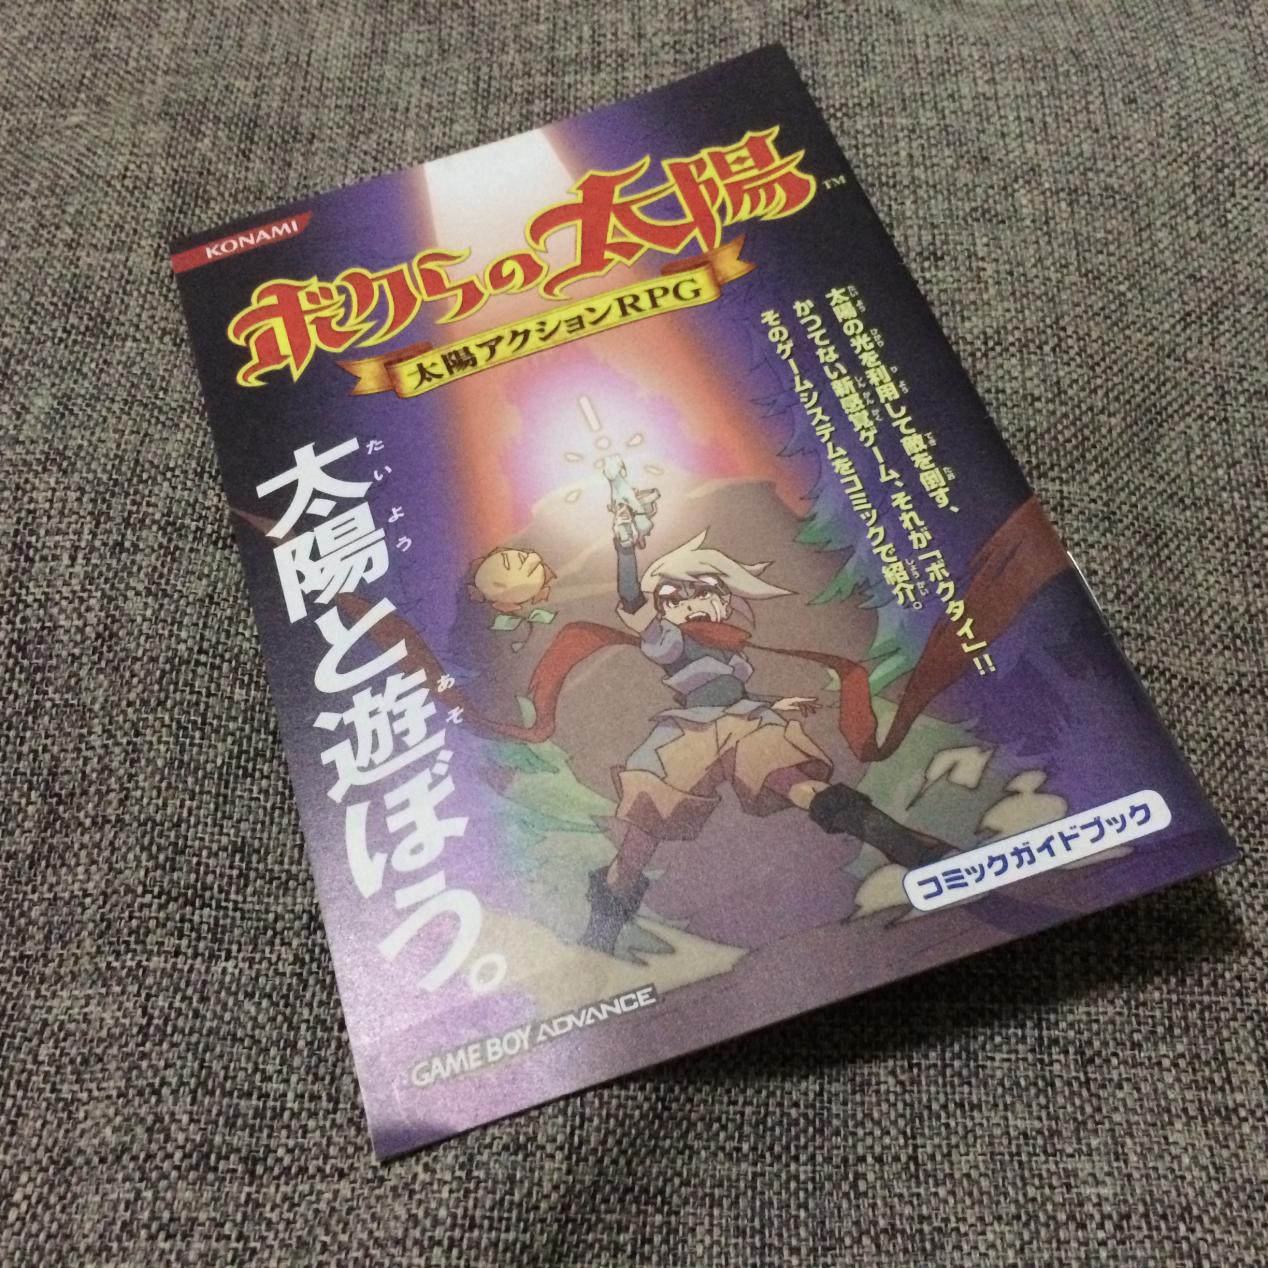 KONAMI
ボクらの太陽
TM
太陽アクションRPG
太陽の光を利用して敵を倒す、
かつてない新感覚ゲーム、それが「ボクタイ」!!
そのゲームシステムをコミックで紹介。
太陽と遊ぼう。
コミックガイドブック
GAME BOY ADVANCE